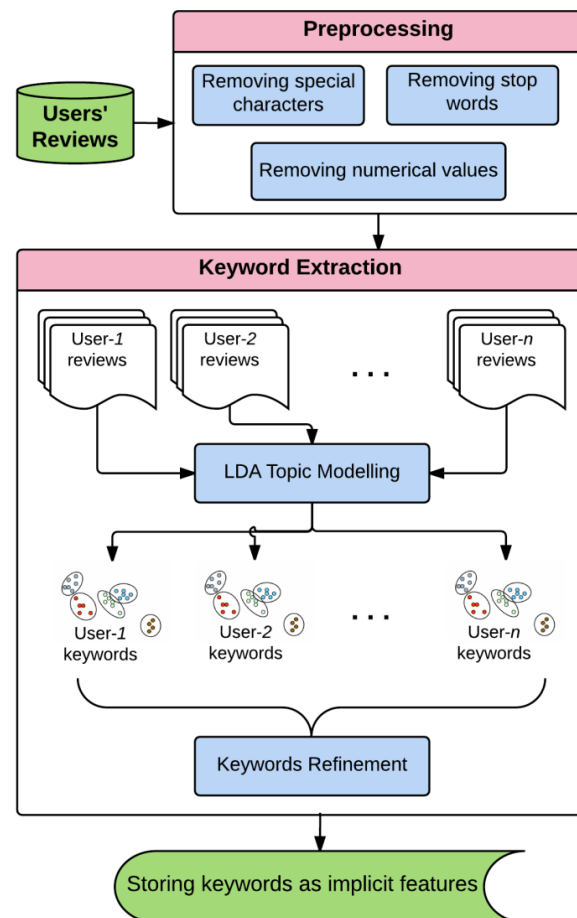 Preprocessing
Users'
Reviews
Removing special
characters
Removing stop
words
Removing numerical values
Keyword Extraction
User-1
reviews
User-2
reviews
. . .
User-n
reviews
LDA Topic Modelling
User-1
keywords
User-2
keywords
. . .
User-n
keywords
Keywords Refinement
Storing keywords as implicit features